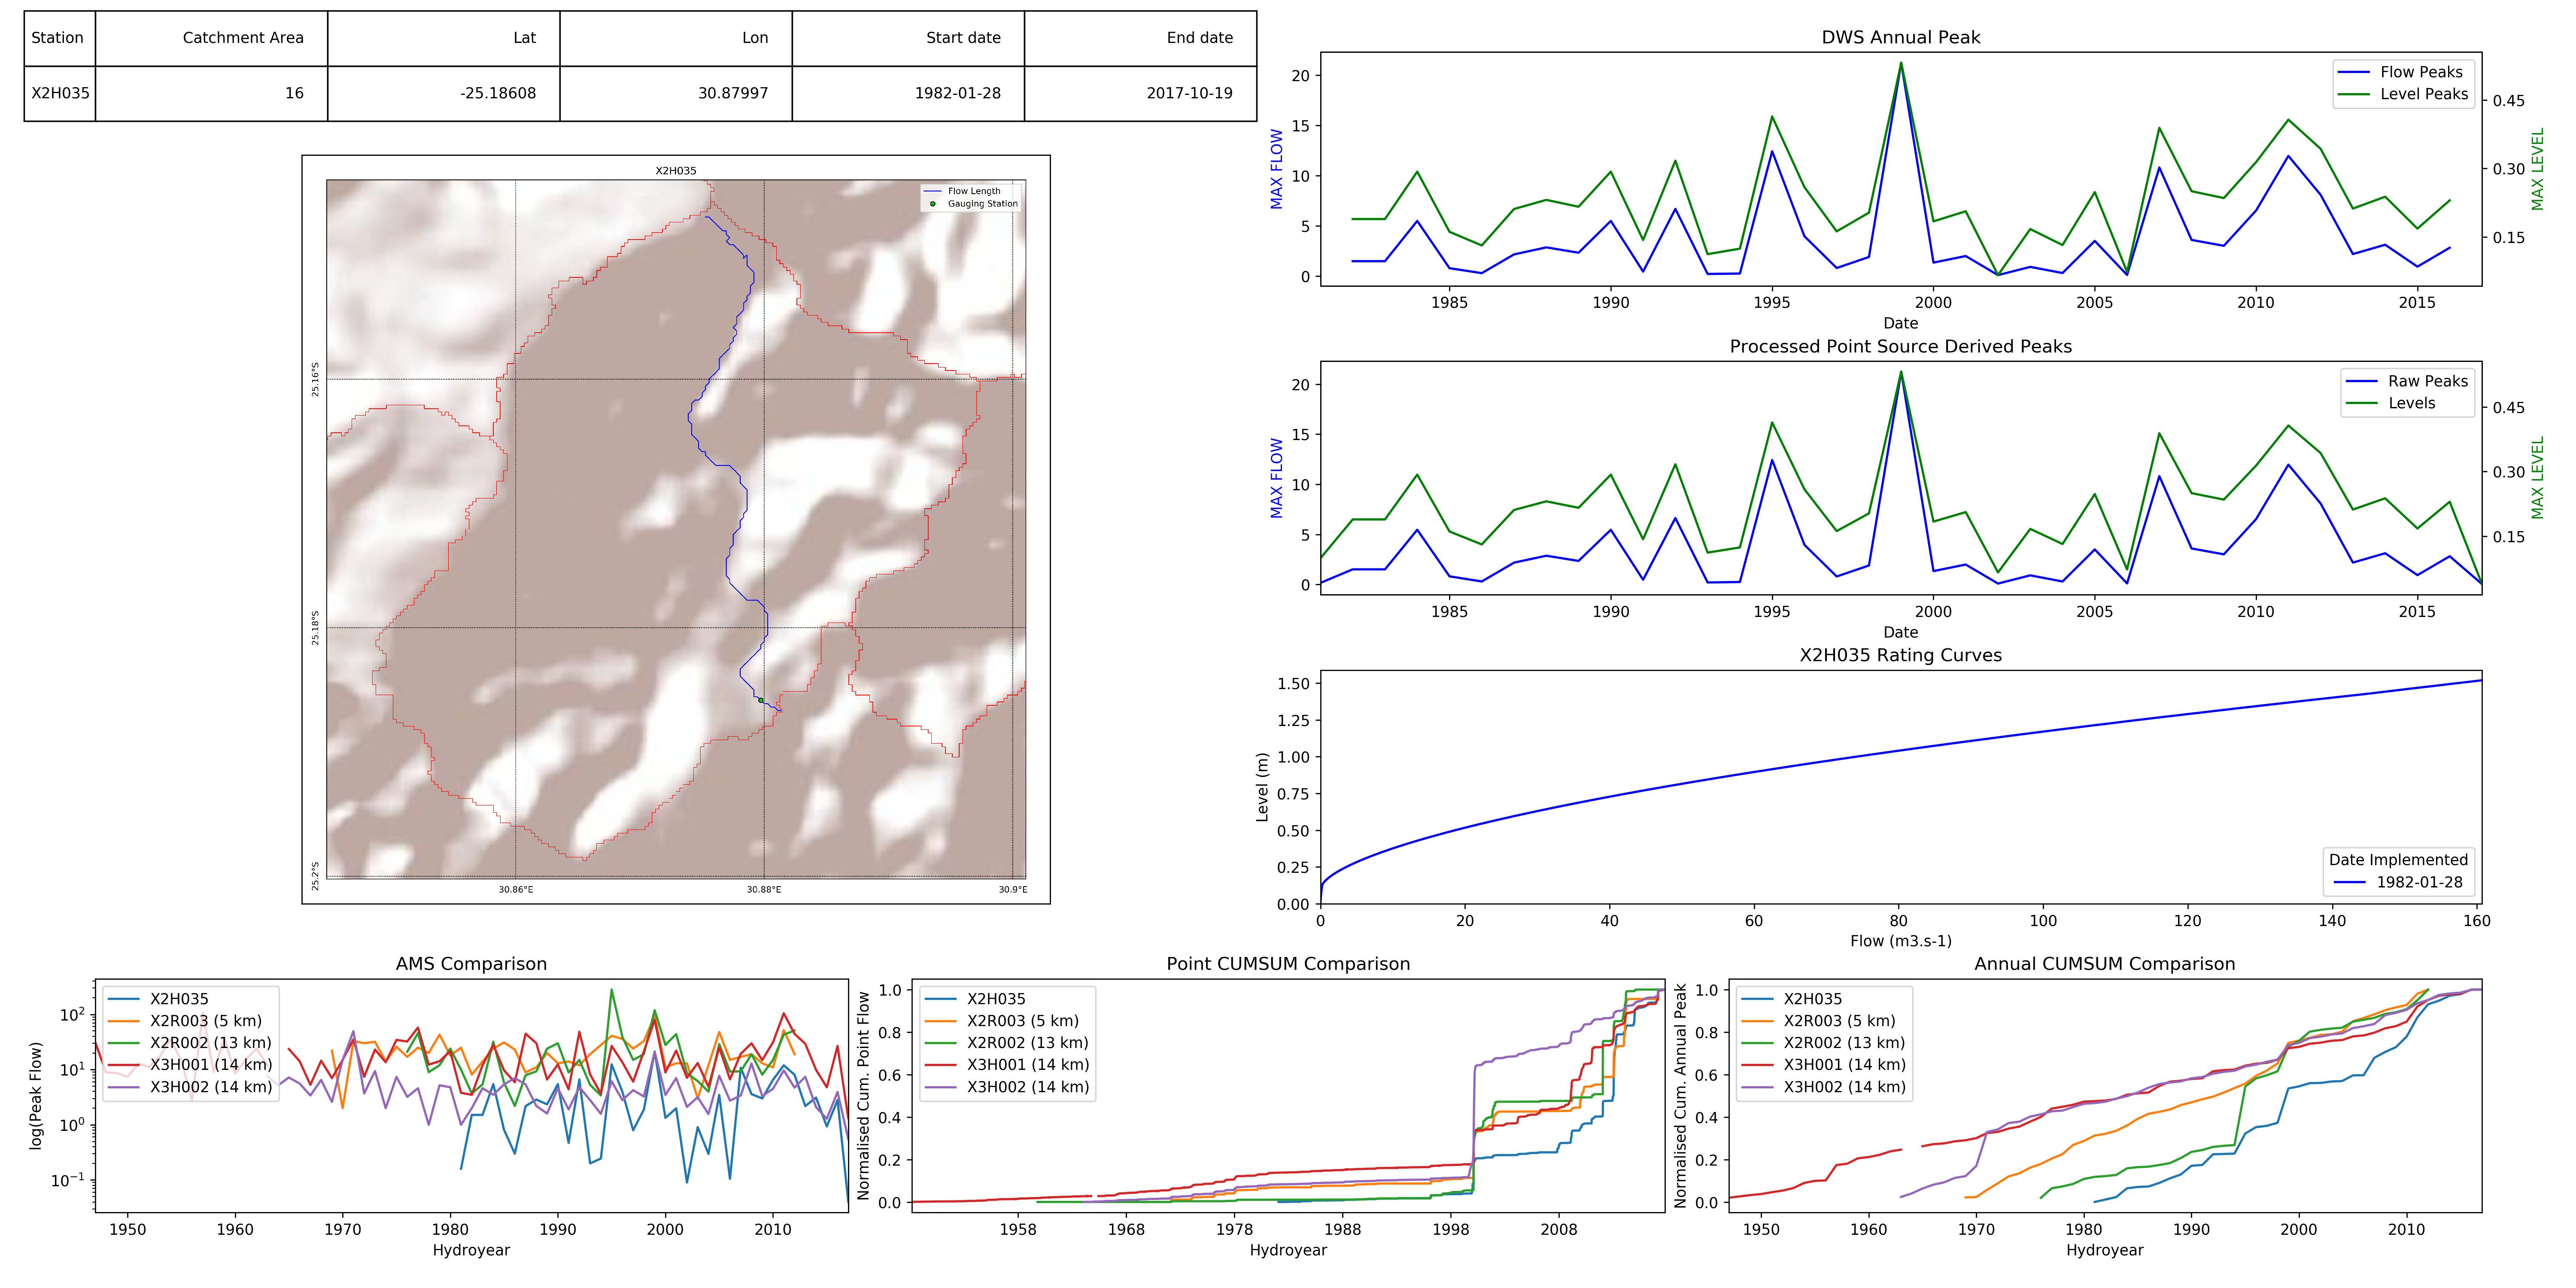 Station Catchment Area Lat Lon Start date End date
X2H035 16 -25.18608 30.87997 1982-01-28 2017-10-19
X2H035
Flow Length
Gauging Station
25.16°S
25.18°S
25.2°S
30.86°E 30.88°E 30.9°E
DWS Annual Peak
Flow Peaks
Level Peaks
MAX FLOW
MAX LEVEL
20
15
10
5
0
0.45
0.30
0.15
1985 1990 1995 2000 2005 2010 2015
Date
Processed Point Source Derived Peaks
Raw Peaks
Levels
MAX FLOW
MAX LEVEL
20
15
10
5
0
0.45
0.30
0.15
1985 1990 1995 2000 2005 2010 2015
Date
X2H035 Rating Curves
Level (m)
1.50
1.25
1.00
0.75
0.50
0.25
0.00
Date Implemented
1982-01-28
0 20 40 60 80 100 120 140 160
Flow (m3.s-1)
AMS Comparison
X2H035
X2R003 (5 km)
X2R002 (13 km)
X3H001 (14 km)
X3H002 (14 km)
log(Peak Flow)
10²
10¹
10⁰
10⁻¹
1950 1960 1970 1980 1990 2000 2010
Hydroyear
Point CUMSUM Comparison
X2H035
X2R003 (5 km)
X2R002 (13 km)
X3H001 (14 km)
X3H002 (14 km)
Normalised Cum. Point Flow
1.0
0.8
0.6
0.4
0.2
0.0
1958 1968 1978 1988 1998 2008
Hydroyear
Annual CUMSUM Comparison
X2H035
X2R003 (5 km)
X2R002 (13 km)
X3H001 (14 km)
X3H002 (14 km)
Normalised Cum. Annual Peak
1.0
0.8
0.6
0.4
0.2
0.0
1950 1960 1970 1980 1990 2000 2010
Hydroyear